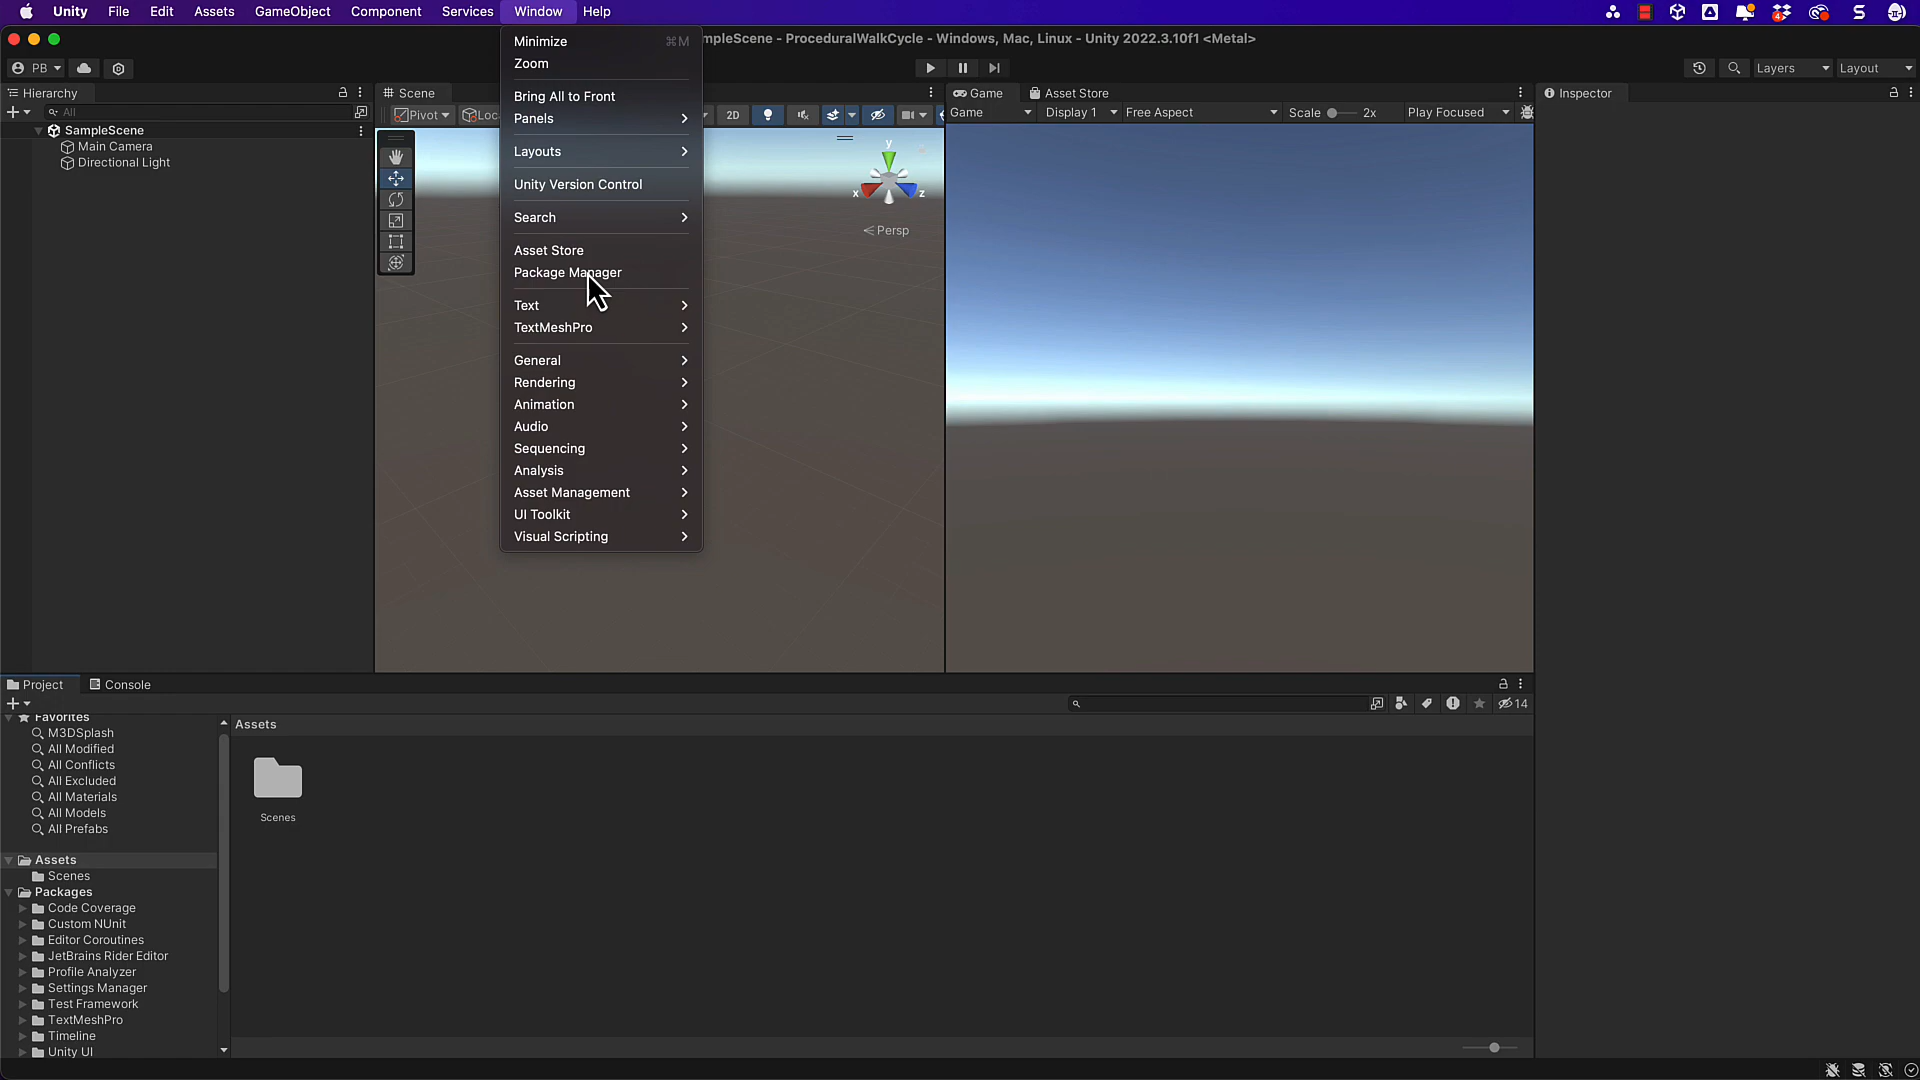 Unity File Edit Assets GameObject Component Services Window Help
mpleScene - ProceduralWalkCycle - Windows, Mac, Linux - Unity 2022.3.10f1 <Metal>
PB
Layers
Layout
Hierarchy
All
SampleScene
Main Camera
Directional Light
Scene
Pivot
Loca
2D
y
x
z
Persp
Minimize ⌘M
Zoom
Bring All to Front
Panels
Layouts
Unity Version Control
Search
Asset Store
Package Manager
Text
TextMeshPro
General
Rendering
Animation
Audio
Sequencing
Analysis
Asset Management
UI Toolkit
Visual Scripting
Game
Asset Store
Game
Display 1
Free Aspect
Scale
2x
Play Focused
Inspector
Project
Console
14
Favorites
M3DSplash
All Modified
All Conflicts
All Excluded
All Materials
All Models
All Prefabs
Assets
Scenes
Packages
Code Coverage
Custom NUnit
Editor Coroutines
JetBrains Rider Editor
Profile Analyzer
Settings Manager
Test Framework
TextMeshPro
Timeline
Unity UI
Assets
Scenes